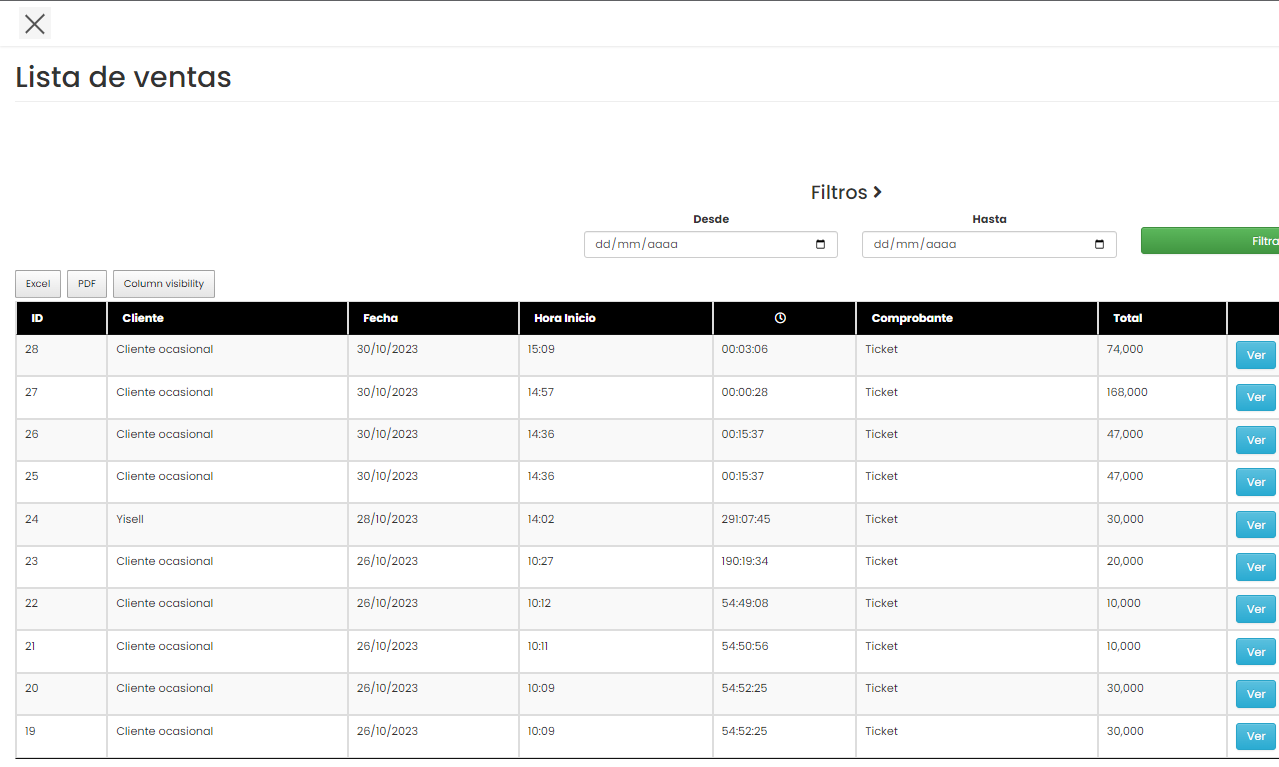 Lista de ventas
Filtros
Desde Hasta
dd/mm/aaaa dd/mm/aaaa Filtra
Excel PDF Column visibility
ID Cliente Fecha Hora Inicio Comprobante Total
28 Cliente ocasional 30/10/2023 15:09 00:03:06 Ticket 74,000 Ver
27 Cliente ocasional 30/10/2023 14:57 00:00:28 Ticket 168,000 Ver
26 Cliente ocasional 30/10/2023 14:36 00:15:37 Ticket 47,000 Ver
25 Cliente ocasional 30/10/2023 14:36 00:15:37 Ticket 47,000 Ver
24 Yisell 28/10/2023 14:02 291:07:45 Ticket 30,000 Ver
23 Cliente ocasional 26/10/2023 10:27 190:19:34 Ticket 20,000 Ver
22 Cliente ocasional 26/10/2023 10:12 54:49:08 Ticket 10,000 Ver
21 Cliente ocasional 26/10/2023 10:11 54:50:56 Ticket 10,000 Ver
20 Cliente ocasional 26/10/2023 10:09 54:52:25 Ticket 30,000 Ver
19 Cliente ocasional 26/10/2023 10:09 54:52:25 Ticket 30,000 Ver